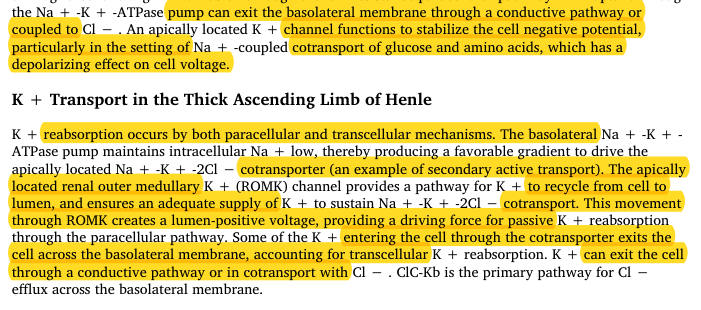 the Na + -K + -ATPase pump can exit the basolateral membrane through a conductive pathway or
coupled to Cl − . An apically located K + channel functions to stabilize the cell negative potential,
particularly in the setting of Na + -coupled cotransport of glucose and amino acids, which has a
depolarizing effect on cell voltage.
K + Transport in the Thick Ascending Limb of Henle
K + reabsorption occurs by both paracellular and transcellular mechanisms. The basolateral Na + -K + -
ATPase pump maintains intracellular Na + low, thereby producing a favorable gradient to drive the
apically located Na + -K + -2Cl − cotransporter (an example of secondary active transport). The apically
located renal outer medullary K + (ROMK) channel provides a pathway for K + to recycle from cell to
lumen, and ensures an adequate supply of K + to sustain Na + -K + -2Cl − cotransport. This movement
through ROMK creates a lumen-positive voltage, providing a driving force for passive K + reabsorption
through the paracellular pathway. Some of the K + entering the cell through the cotransporter exits the
cell across the basolateral membrane, accounting for transcellular K + reabsorption. K + can exit the cell
through a conductive pathway or in cotransport with Cl − . ClC-Kb is the primary pathway for Cl −
efflux across the basolateral membrane.